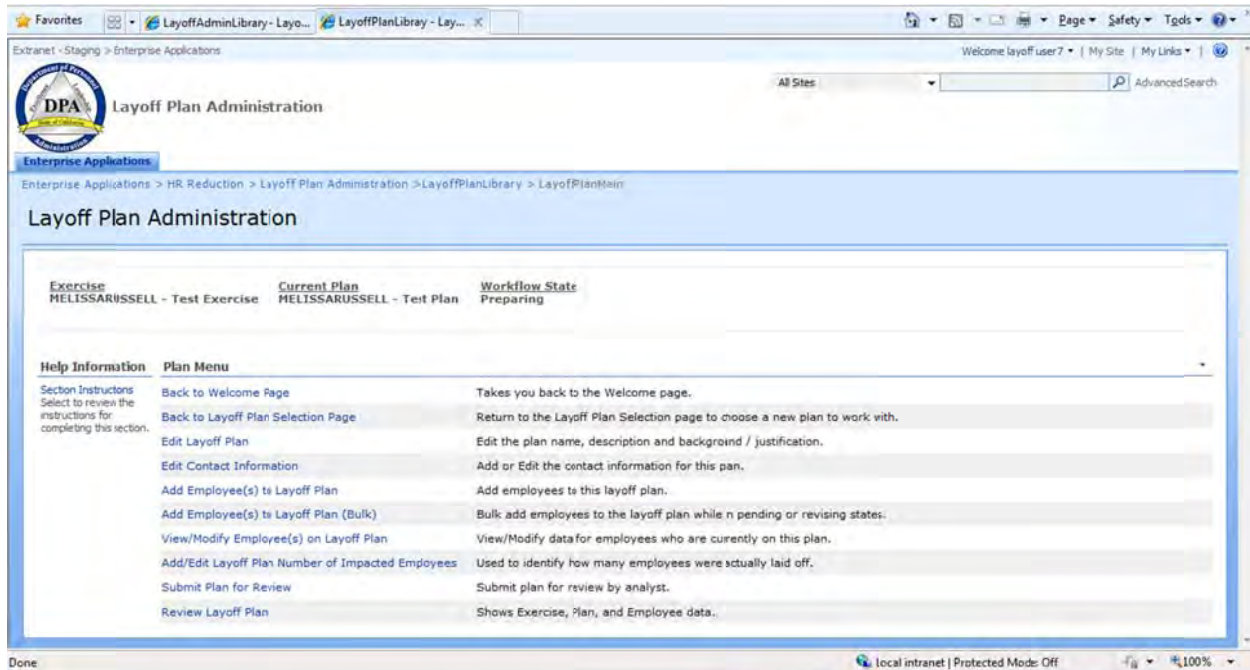 Favorites LayoffAdminLibrary - Layo... LayoffPlanLibray - Lay... Page Safety Tools
Extranet - Staging > Enterprise Applications Welcome layoff user7 | My Site | My Links |
DPA Layoff Plan Administration All Sites Advanced Search
Enterprise Applications
Enterprise Applications > HR Reduction > Layoff Plan Administration >LayoffPlanLibrary > LayoffPlanMain
Layoff Plan Administration
Exercise Current Plan Workflow State
MELISSARUSSELL - Test Exercise MELISSARUSSELL - Test Plan Preparing
Help Information Plan Menu
Section Instructons
Select to review the
instructions for
completing this section.
Back to Welcome Page Takes you back to the Welcome page.
Back to Layoff Plan Selection Page Return to the Layoff Plan Selection page to choose a new plan to work with.
Edit Layoff Plan Edit the plan name, description and background / justification.
Edit Contact Information Add or Edit the contact information for this pan.
Add Employee(s) to Layoff Plan Add employees to this layoff plan.
Add Employee(s) to Layoff Plan (Bulk) Bulk add employees to the layoff plan while n pending or revising states.
View/Modify Employee(s) on Layoff Plan View/Modify data for employees who are currently on this plan.
Add/Edit Layoff Plan Number of Impacted Employees Used to identify how many employees were actually laid off.
Submit Plan for Review Submit plan for review by analyst.
Review Layoff Plan Shows Exercise, Plan, and Employee data.
Done Local intranet | Protected Mode: Off 100%